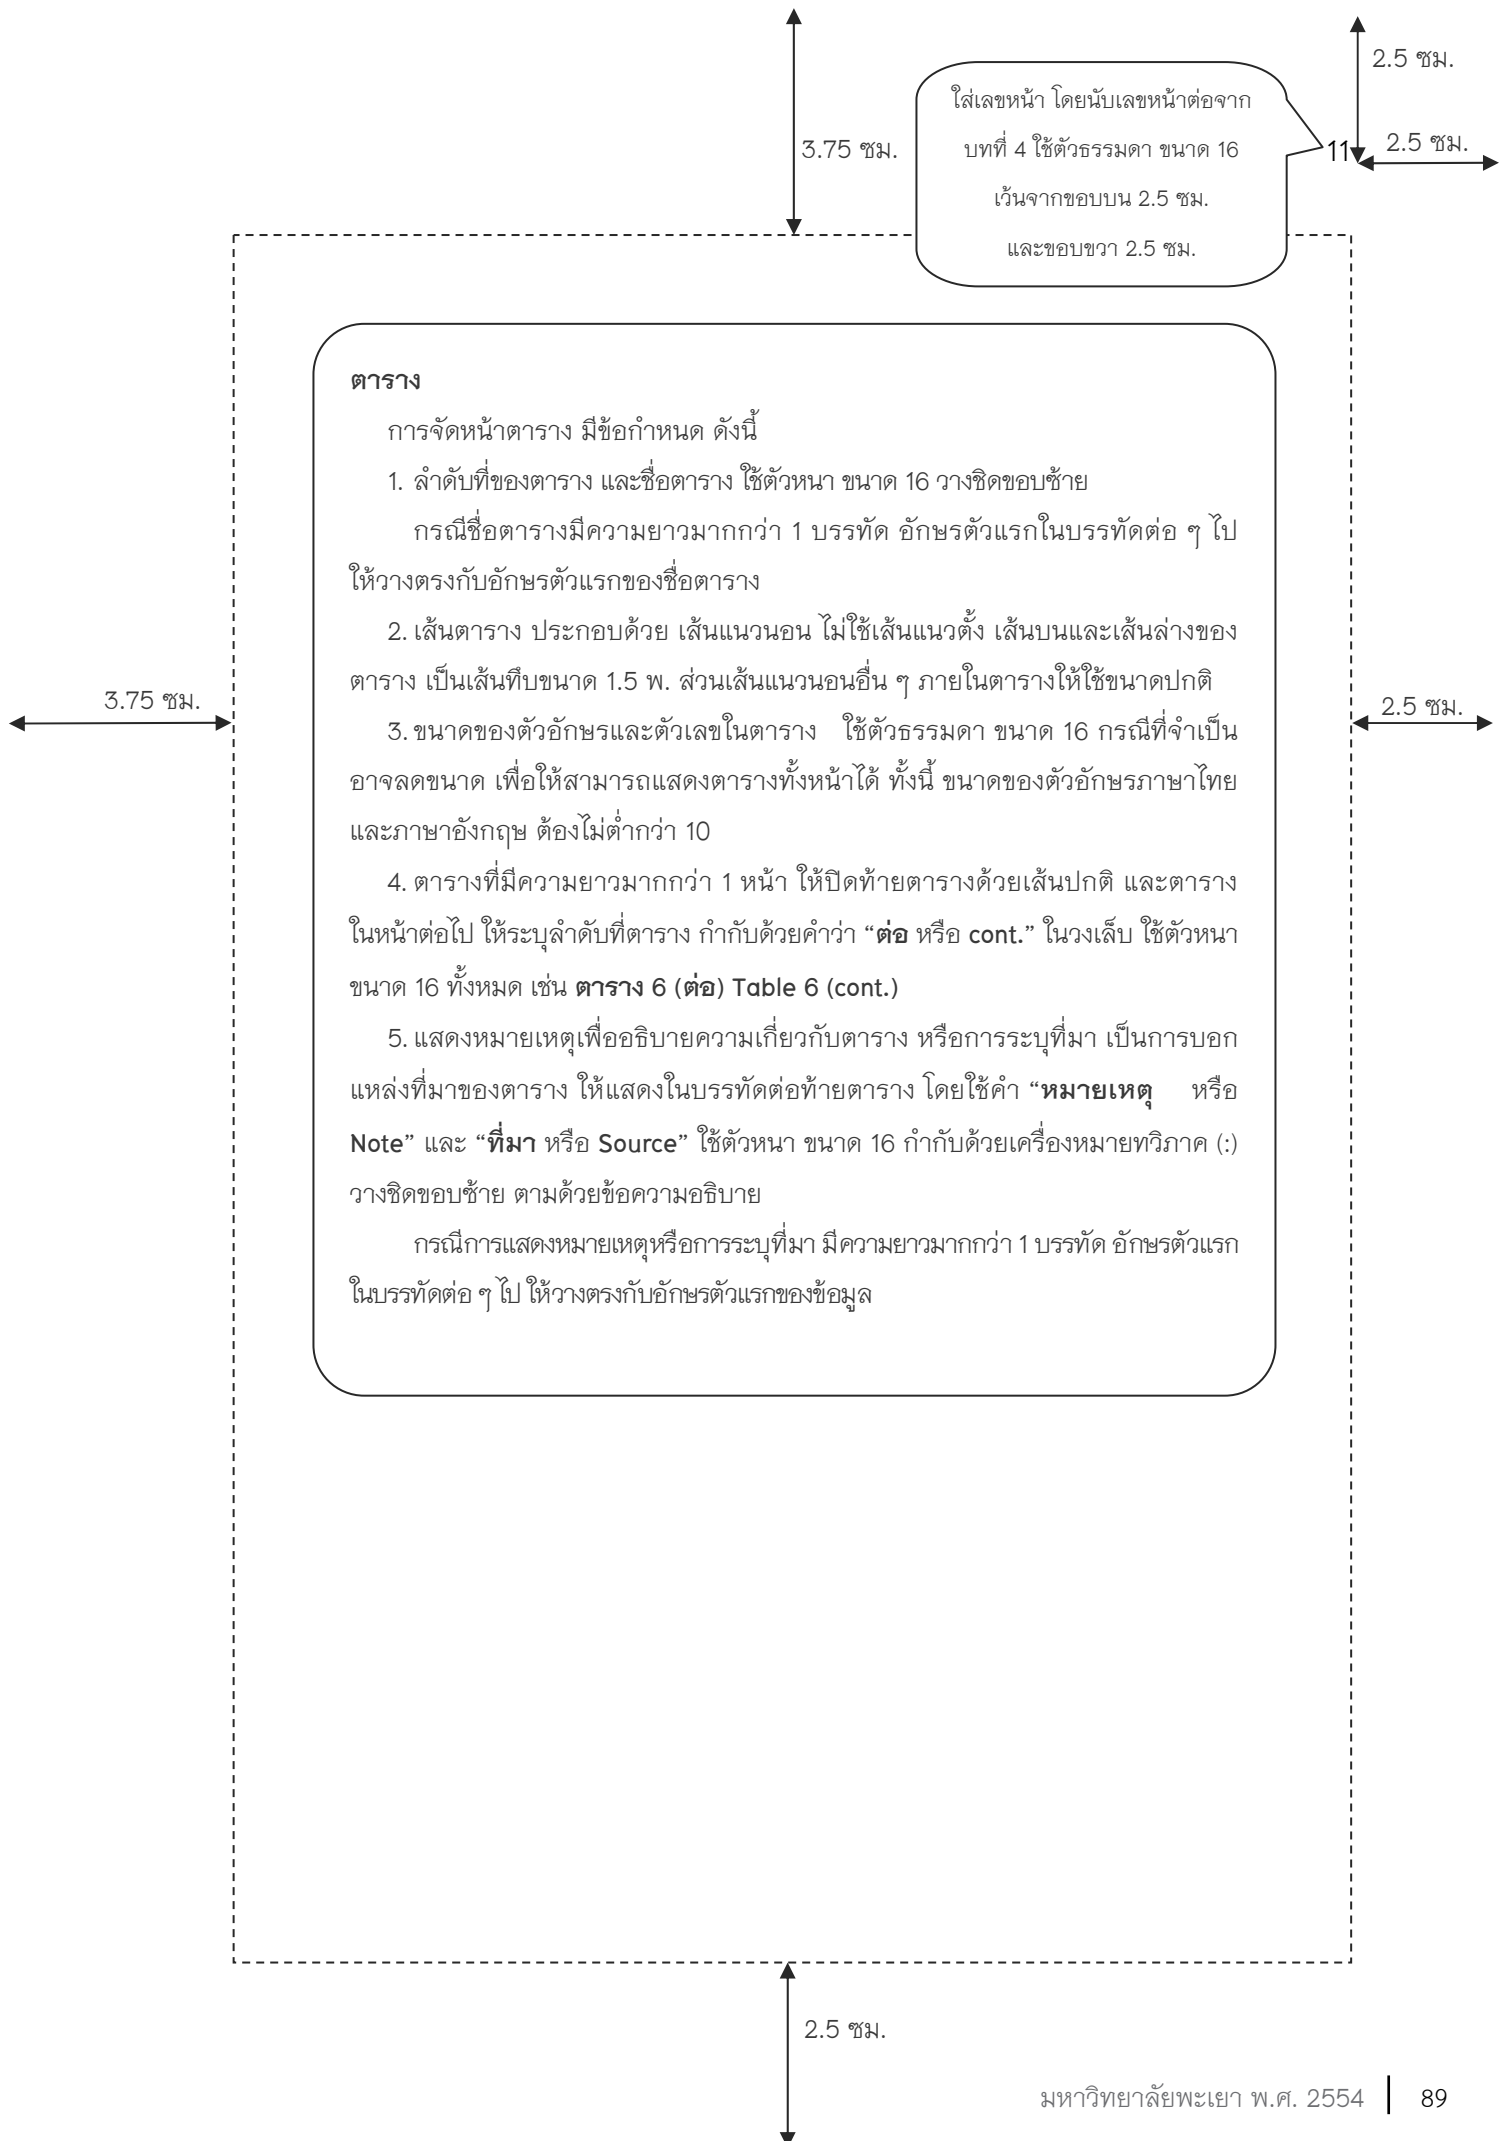 2.5 ซม.
ใส่เลขหน้า โดยนับเลขหน้าต่อจาก
บทที่ 4 ใช้ตัวธรรมดา ขนาด 16
เว้นจากขอบบน 2.5 ซม.
และขอบขวา 2.5 ซม.
3.75 ซม.
11
2.5 ซม.
ตาราง
การจัดหน้าตาราง มีข้อกำหนด ดังนี้
1. ลำดับที่ของตาราง และชื่อตาราง ใช้ตัวหนา ขนาด 16 วางชิดขอบซ้าย
กรณีชื่อตารางมีความยาวมากกว่า 1 บรรทัด อักษรตัวแรกในบรรทัดต่อ ๆ ไป
ให้วางตรงกับอักษรตัวแรกของชื่อตาราง
2. เส้นตาราง ประกอบด้วย เส้นแนวนอน ไม่ใช้เส้นแนวตั้ง เส้นบนและเส้นล่างของ
ตาราง เป็นเส้นทึบขนาด 1.5 พ. ส่วนเส้นแนวนอนอื่น ๆ ภายในตารางให้ใช้ขนาดปกติ
3.75 ซม.
2.5 ซม.
3. ขนาดของตัวอักษรและตัวเลขในตาราง ใช้ตัวธรรมดา ขนาด 16 กรณีที่จำเป็น
อาจลดขนาด เพื่อให้สามารถแสดงตารางทั้งหน้าได้ ทั้งนี้ ขนาดของตัวอักษรภาษาไทย
และภาษาอังกฤษ ต้องไม่ต่ำกว่า 10
4. ตารางที่มีความยาวมากกว่า 1 หน้า ให้ปิดท้ายตารางด้วยเส้นปกติ และตาราง
ในหน้าต่อไป ให้ระบุลำดับที่ตาราง กำกับด้วยคำว่า “ต่อ หรือ cont.” ในวงเล็บ ใช้ตัวหนา
ขนาด 16 ทั้งหมด เช่น ตาราง 6 (ต่อ) Table 6 (cont.)
5. แสดงหมายเหตุเพื่ออธิบายความเกี่ยวกับตาราง หรือการระบุที่มา เป็นการบอก
แหล่งที่มาของตาราง ให้แสดงในบรรทัดต่อท้ายตาราง โดยใช้คำ “หมายเหตุ หรือ
Note” และ “ที่มา หรือ Source” ใช้ตัวหนา ขนาด 16 กำกับด้วยเครื่องหมายทวิภาค (:)
วางชิดขอบซ้าย ตามด้วยข้อความอธิบาย
กรณีการแสดงหมายเหตุหรือการระบุที่มา มีความยาวมากกว่า 1 บรรทัด อักษรตัวแรก
ในบรรทัดต่อ ๆ ไป ให้วางตรงกับอักษรตัวแรกของข้อมูล
2.5 ซม.
มหาวิทยาลัยพะเยา พ.ศ. 2554 | 89